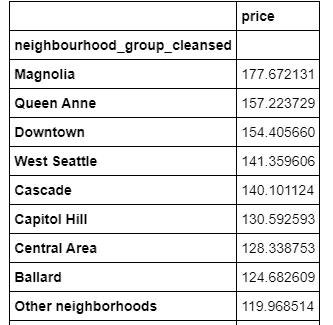 price
neighbourhood_group_cleansed
Magnolia 177.672131
Queen Anne 157.223729
Downtown 154.405660
West Seattle 141.359606
Cascade 140.101124
Capitol Hill 130.592593
Central Area 128.338753
Ballard 124.682609
Other neighborhoods 119.968514